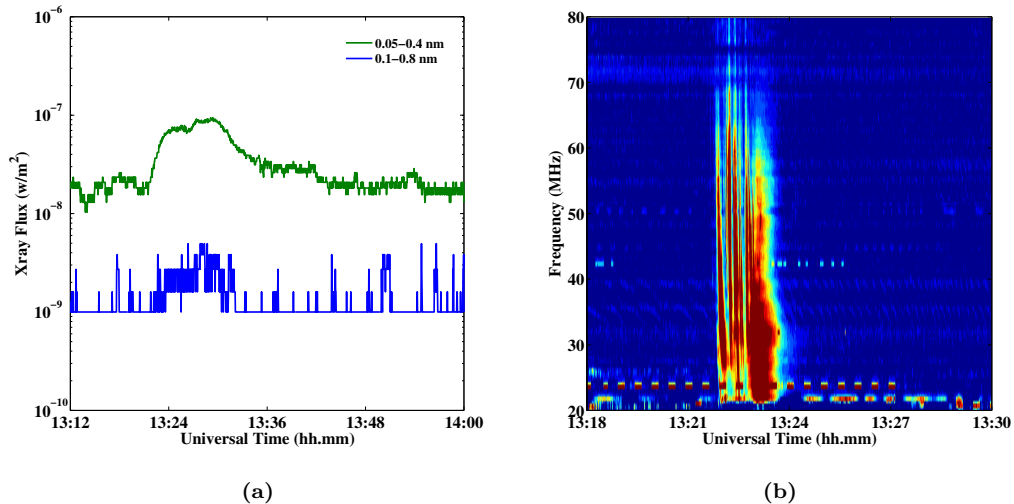 10^-6
10^-7
10^-8
10^-9
10^-10
Xray Flux (w/m^2)
0.05−0.4 nm
0.1−0.8 nm
13:12 13:24 13:36 13:48 14:00
Universal Time (hh.mm)
(a)
80
70
60
50
40
30
20
Frequency (MHz)
13:18 13:21 13:24 13:27 13:30
Universal Time (hh.mm)
(b)